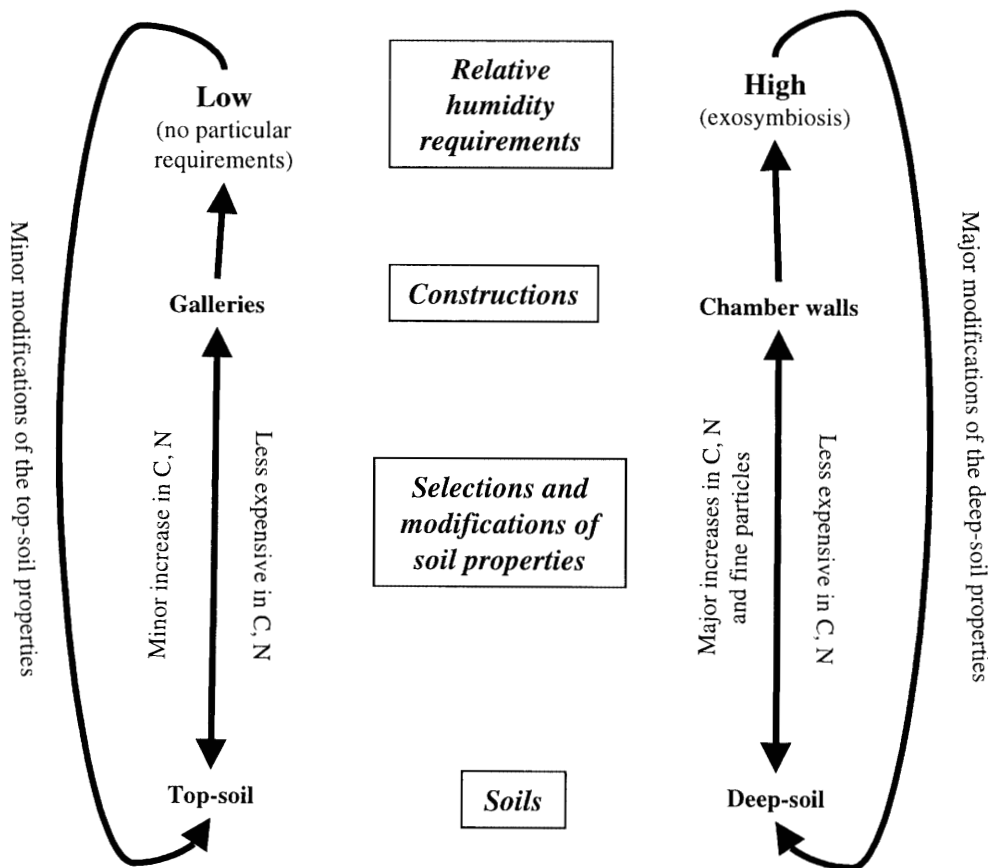 Relative
humidity
requirements
Low
(no particular
requirements)
High
(exosymbiosis)
Minor modifications of the top-soil properties
Major modifications of the deep-soil properties
Constructions
Galleries
Chamber walls
Minor increase in C, N
Less expensive in C, N
Selections and
modifications of
soil properties
Major increases in C, N
and fine particles
Less expensive in C, N
Top-soil
Soils
Deep-soil